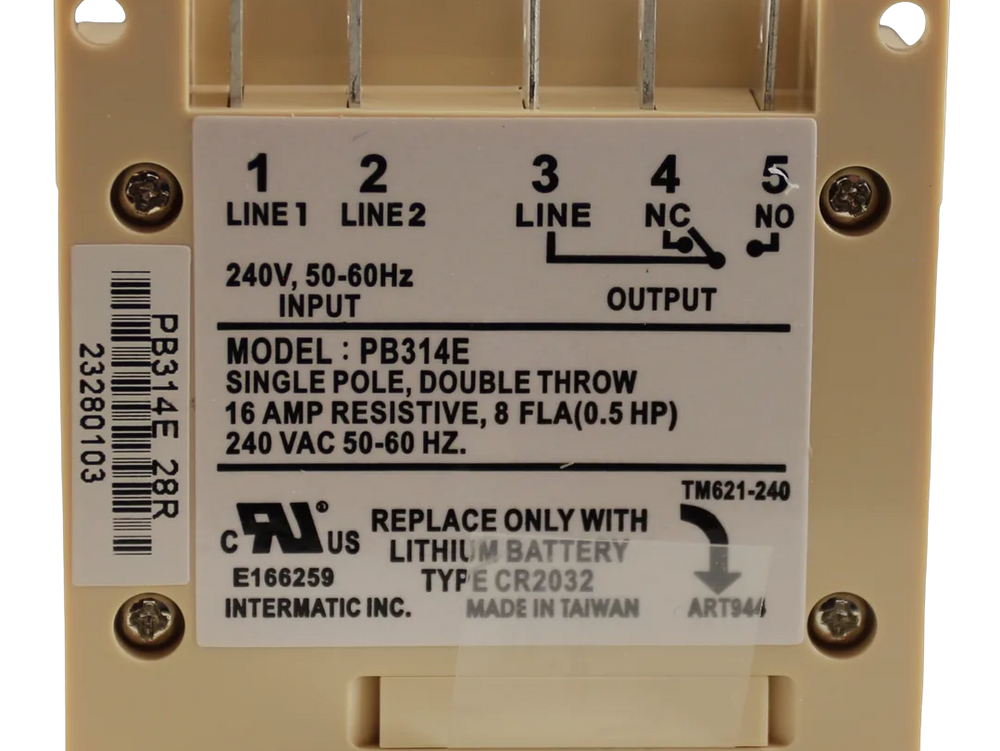 1 2 3 4 5
LINE 1 LINE 2 LINE NC NO
240V, 50-60Hz
INPUT
OUTPUT
MODEL : PB314E
SINGLE POLE, DOUBLE THROW
16 AMP RESISTIVE, 8 FLA(0.5 HP)
240 VAC 50-60 HZ.
TM621-240
C RU ® US
E166259
INTERMATIC INC.
REPLACE ONLY WITH
LITHIUM BATTERY
TYPE CR2032
MADE IN TAIWAN
ART944
PB314E 28R
23280103